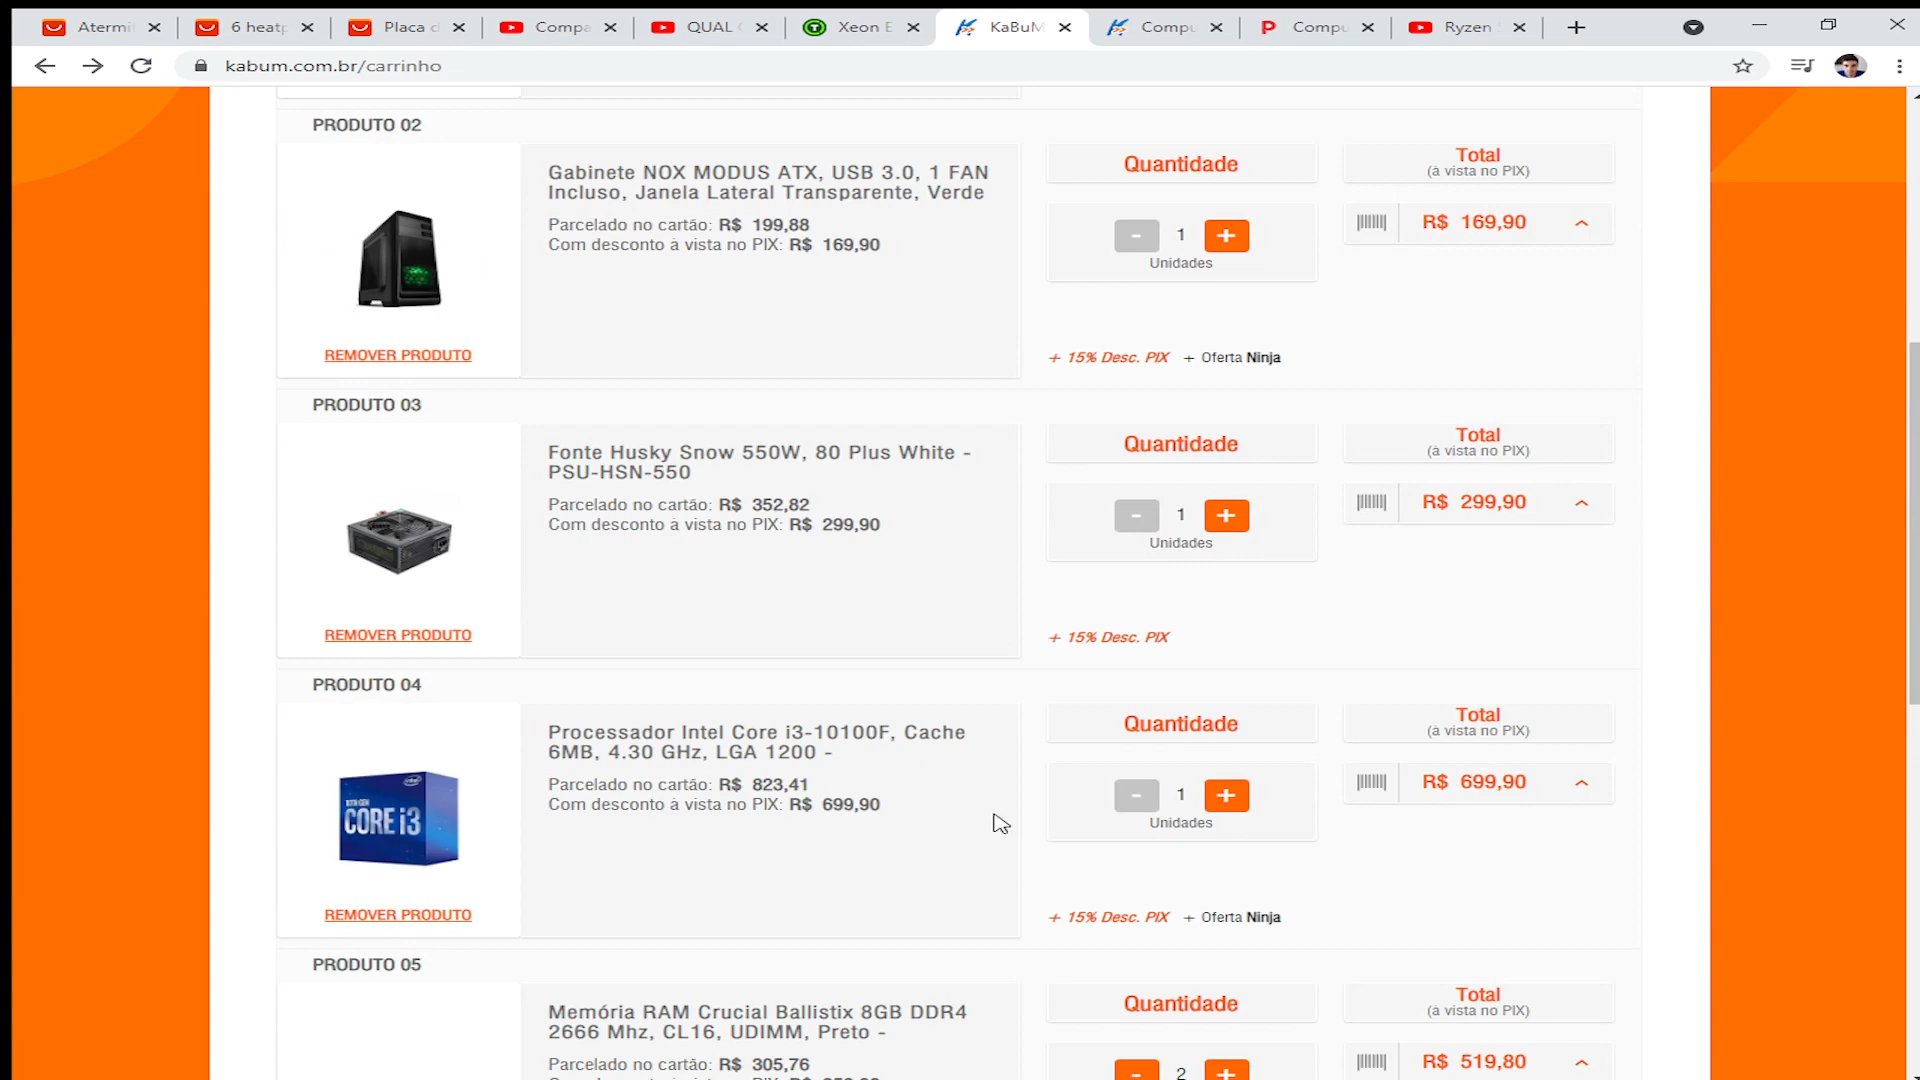 Atermi
6 heatp
Placa d
Compa
QUAL
Xeon E
KaBuM
Compu
Compu
Ryzen
kabum.com.br/carrinho
PRODUTO 02
Gabinete NOX MODUS ATX, USB 3.0, 1 FAN
Incluso, Janela Lateral Transparente, Verde
Parcelado no cartão: R$ 199,88
Com desconto à vista no PIX: R$ 169,90
REMOVER PRODUTO
Quantidade
- 1 +
Unidades
+ 15% Desc. PIX + Oferta Ninja
Total
(à vista no PIX)
R$ 169,90
PRODUTO 03
Fonte Husky Snow 550W, 80 Plus White -
PSU-HSN-550
Parcelado no cartão: R$ 352,82
Com desconto à vista no PIX: R$ 299,90
REMOVER PRODUTO
Quantidade
- 1 +
Unidades
+ 15% Desc. PIX
Total
(à vista no PIX)
R$ 299,90
PRODUTO 04
10TH GEN
CORE i3
Processador Intel Core i3-10100F, Cache
6MB, 4.30 GHz, LGA 1200 -
Parcelado no cartão: R$ 823,41
Com desconto à vista no PIX: R$ 699,90
REMOVER PRODUTO
Quantidade
- 1 +
Unidades
+ 15% Desc. PIX + Oferta Ninja
Total
(à vista no PIX)
R$ 699,90
PRODUTO 05
Memória RAM Crucial Ballistix 8GB DDR4
2666 Mhz, CL16, UDIMM, Preto -
Parcelado no cartão: R$ 305,76
Quantidade
- 2 +
Total
(à vista no PIX)
R$ 519,80